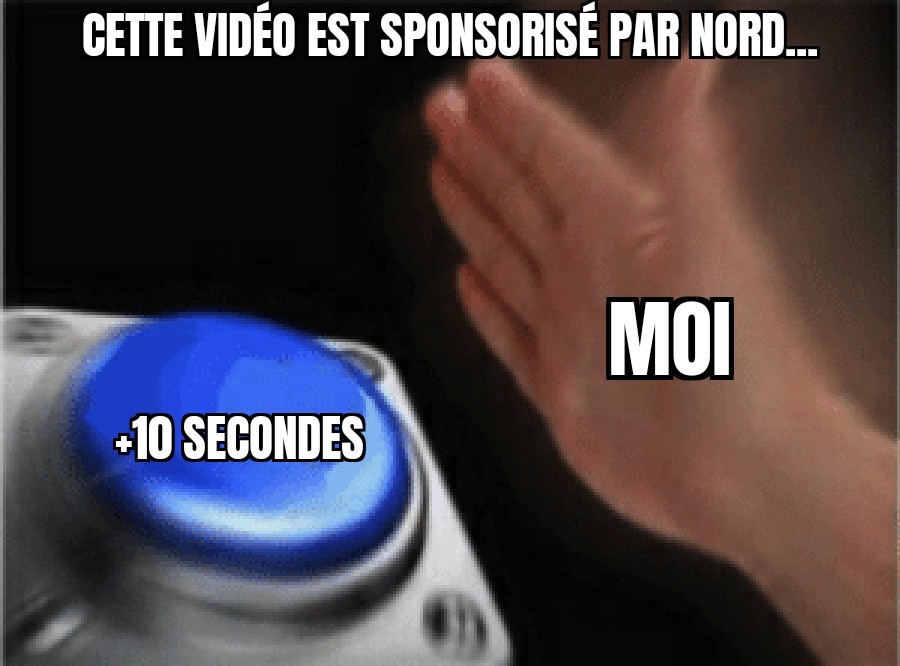 CETTE VIDÉO EST SPONSORISÉ PAR NORD...
MOI
+10 SECONDES